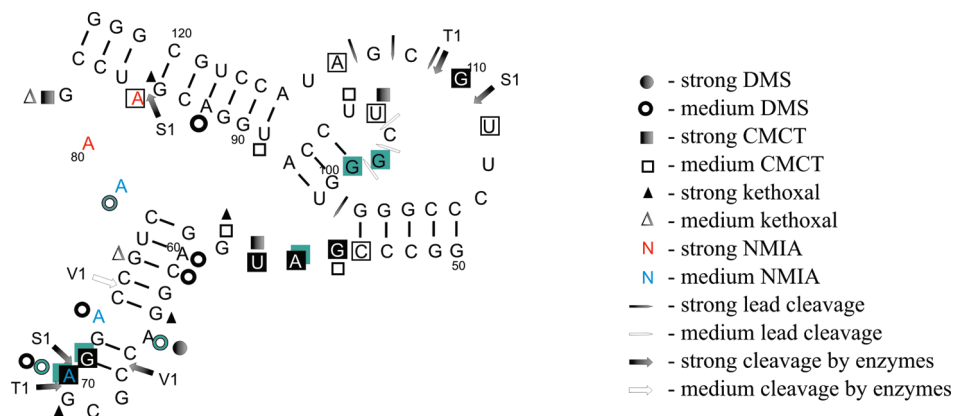 G G G C 120 G U C C A U A G C T1
C C U A G C A G G 90 U
G 110 S1
S1
G
A 80
A
U U C U
A C C G G
100 U G
U C
G G G C C
C C C G G 50
C G
U A 60 G
G C U A G
V1 C G
C G
A
G C A
S1 G C
T1 A 70 C V1
G C G
- strong DMS
- medium DMS
- strong CMCT
- medium CMCT
- strong kethoxal
- medium kethoxal
N - strong NMIA
N - medium NMIA
- strong lead cleavage
- medium lead cleavage
- strong cleavage by enzymes
- medium cleavage by enzymes